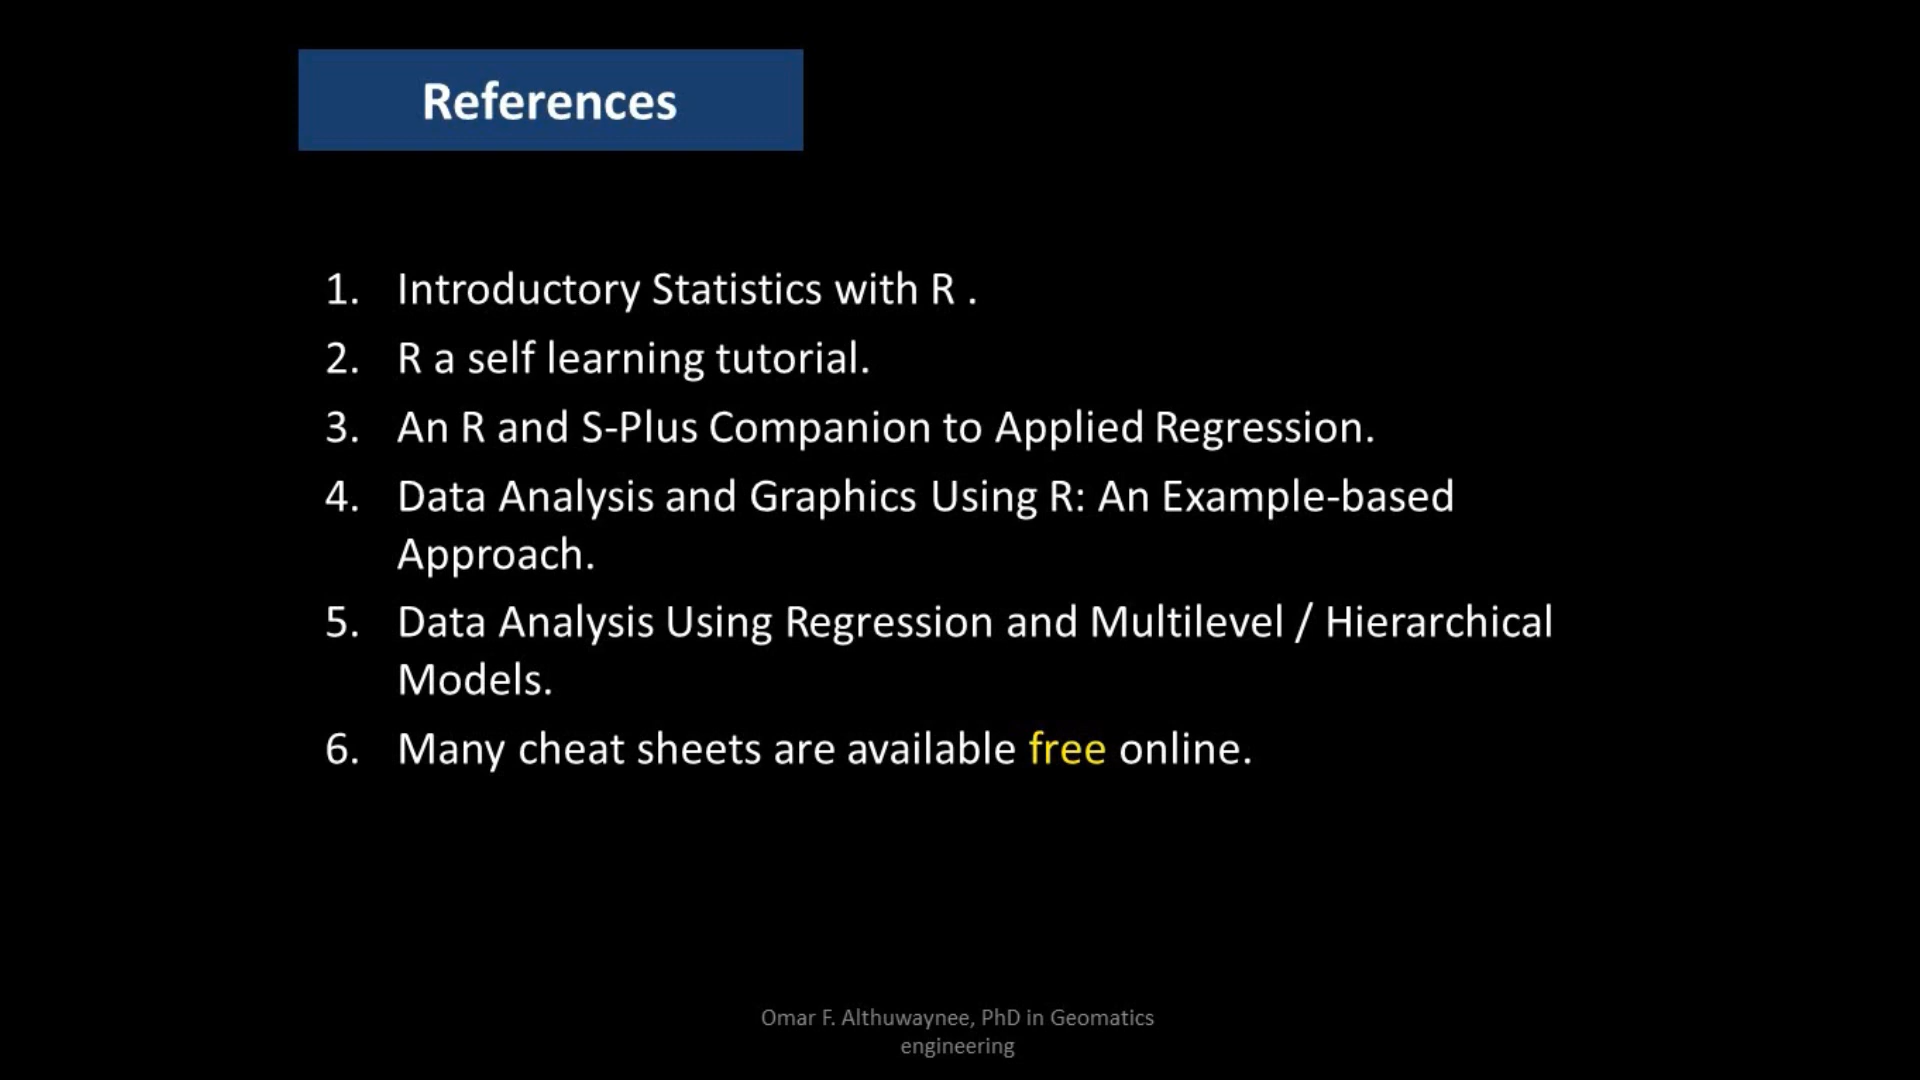 References
1. Introductory Statistics with R .
2. R a self learning tutorial.
3. An R and S-Plus Companion to Applied Regression.
4. Data Analysis and Graphics Using R: An Example-based
Approach.
5. Data Analysis Using Regression and Multilevel / Hierarchical
Models.
6. Many cheat sheets are available free online.
Omar F. Althuwaynee, PhD in Geomatics
engineering